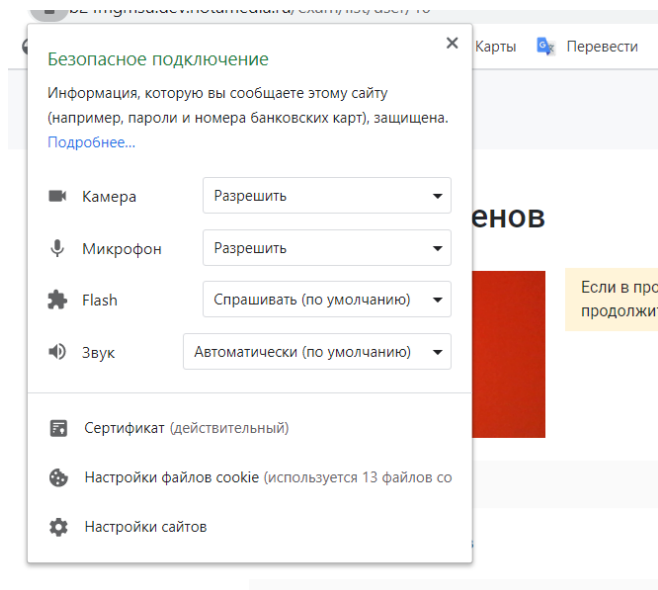 Карты Перевести
Безопасное подключение
Информация, которую вы сообщаете этому сайту
(например, пароли и номера банковских карт), защищена.
Подробнее...
Камера Разрешить
Микрофон Разрешить
Flash Спрашивать (по умолчанию)
Звук Автоматически (по умолчанию)
Сертификат (действительный)
Настройки файлов cookie (используется 13 файлов co
Настройки сайтов
енов
Если в про
продолжи